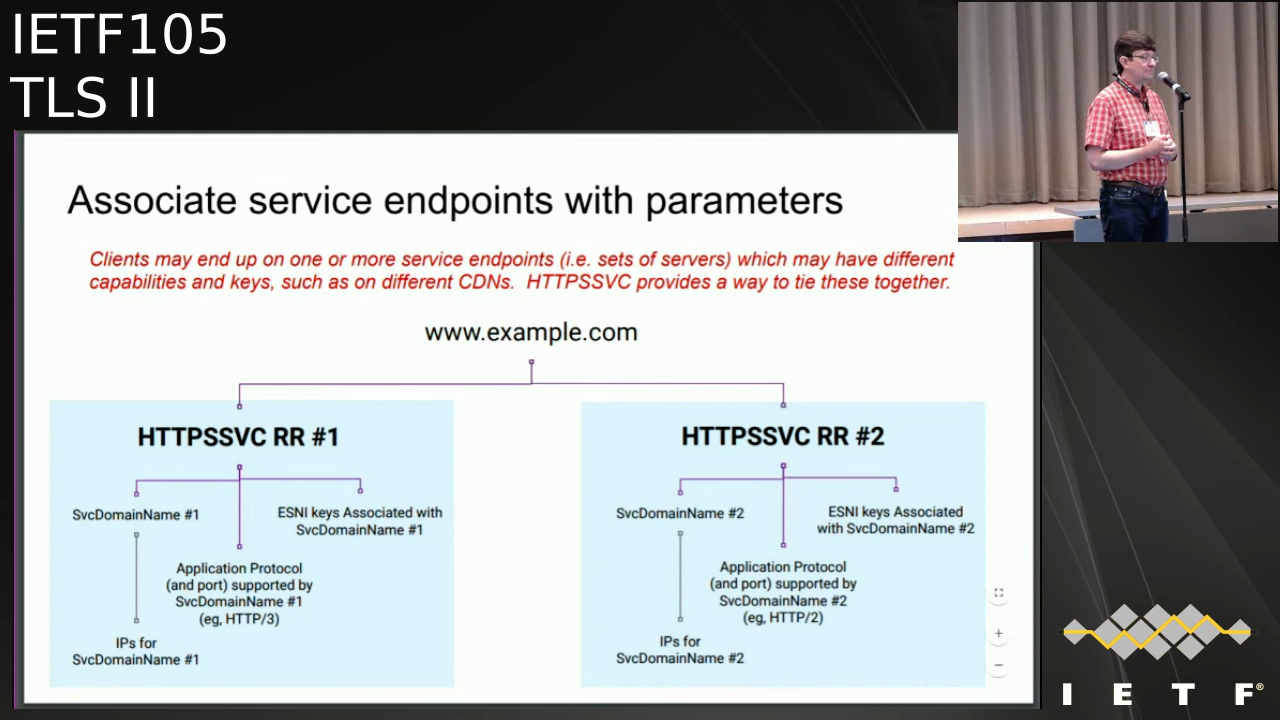 IETF105
TLS II
Associate service endpoints with parameters
Clients may end up on one or more service endpoints (i.e. sets of servers) which may have different
capabilities and keys, such as on different CDNs. HTTPSSVC provides a way to tie these together.
www.example.com
HTTPSSVC RR #1
SvcDomainName #1
ESNI keys Associated with
SvcDomainName #1
Application Protocol
(and port) supported by
SvcDomainName #1
(eg, HTTP/3)
IPs for
SvcDomainName #1
HTTPSSVC RR #2
SvcDomainName #2
ESNI keys Associated
with SvcDomainName #2
Application Protocol
(and port) supported by
SvcDomainName #2
(eg, HTTP/2)
IPs for
SvcDomainName #2
I E T F®